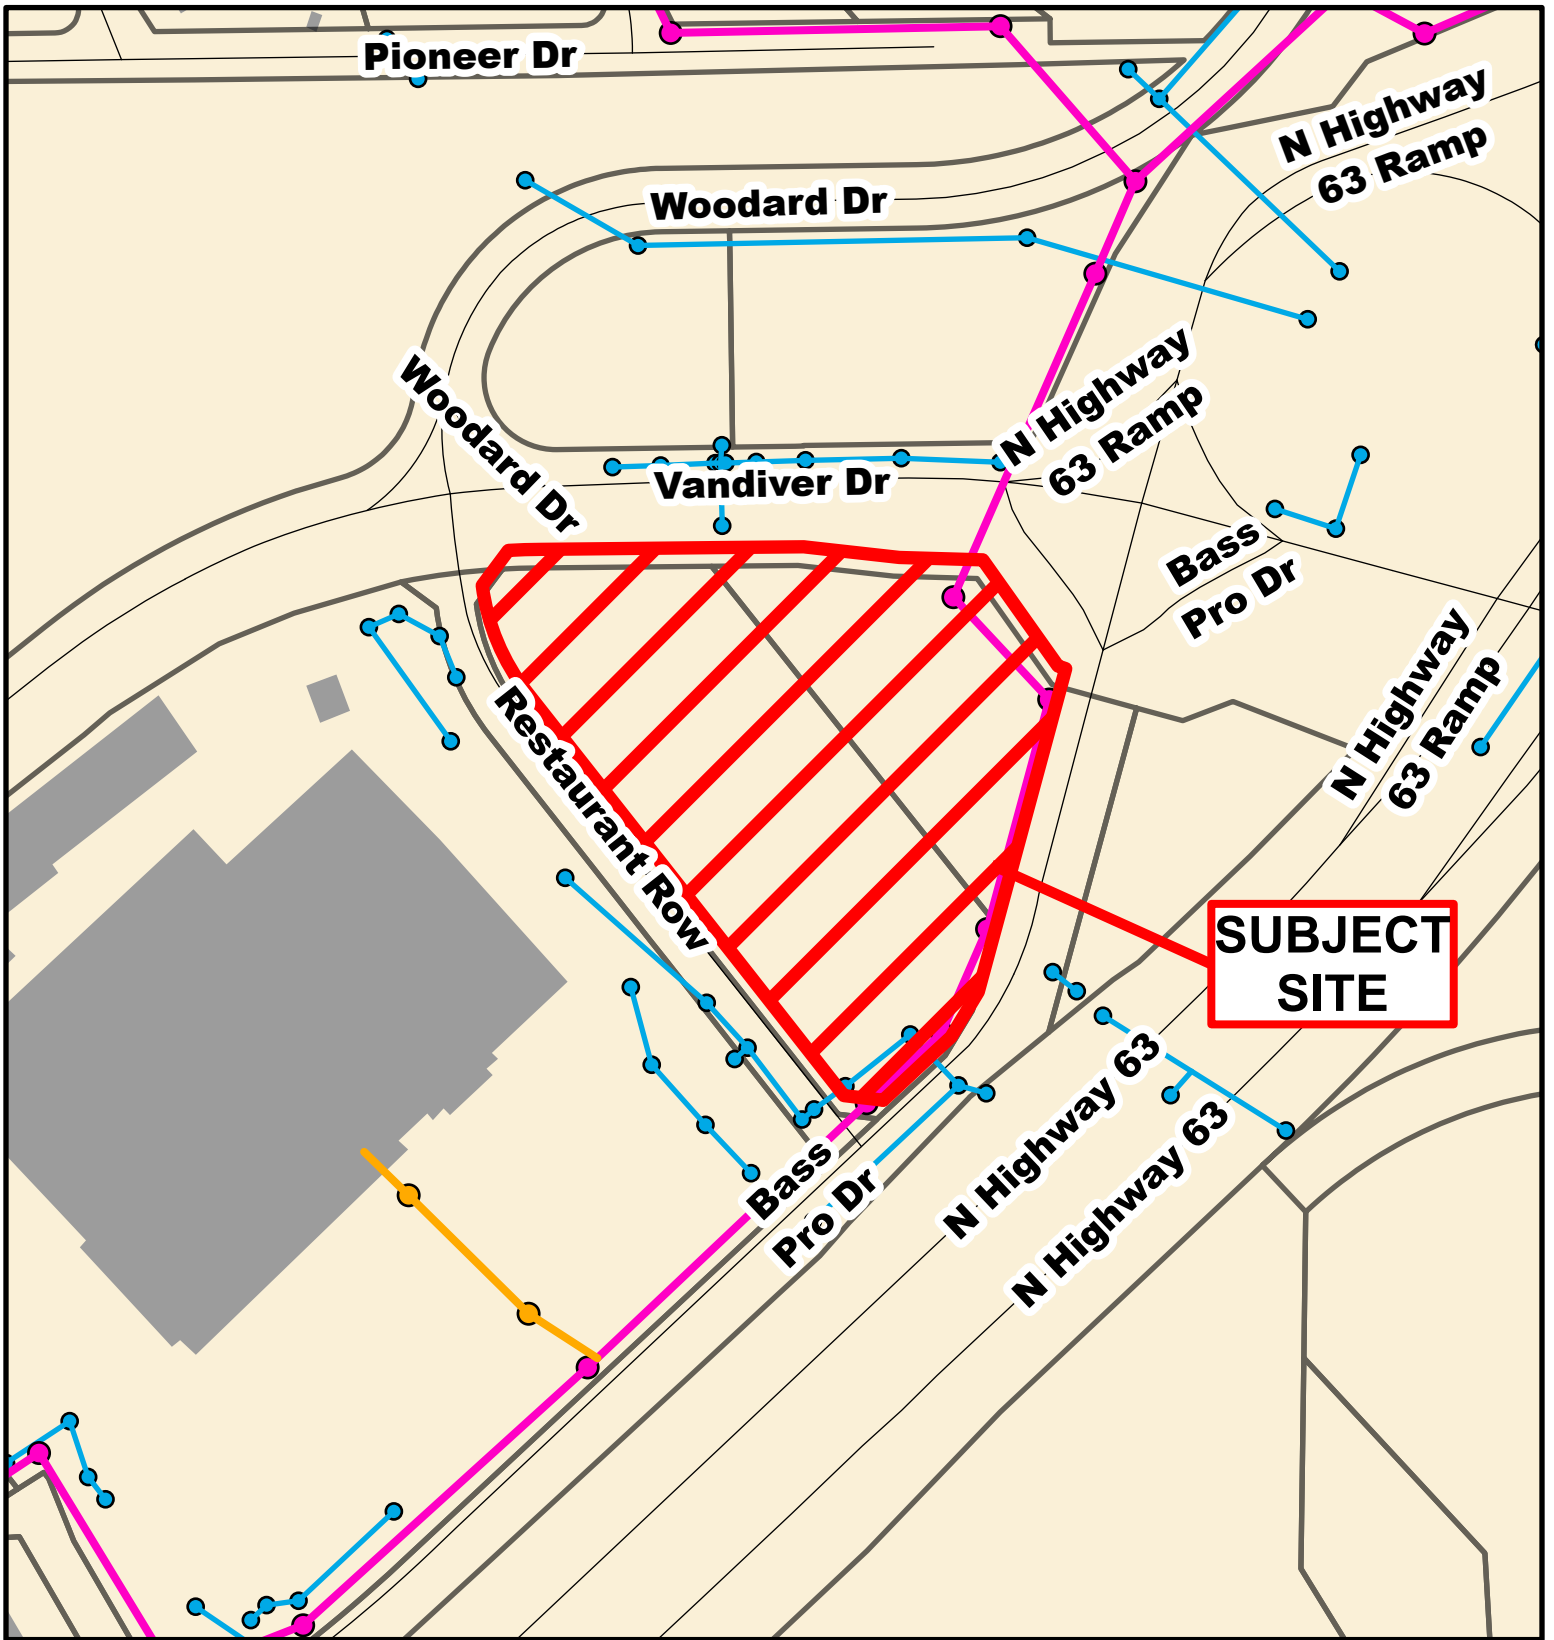 Pioneer Dr
N Highway
63 Ramp
Woodard Dr
N Highway
63 Ramp
Woodard Dr
Vandiver Dr
Bass
Pro Dr
N Highway
63 Ramp
Restaurant Row
SUBJECT
SITE
N Highway 63
N Highway 63
Bass
Pro Dr